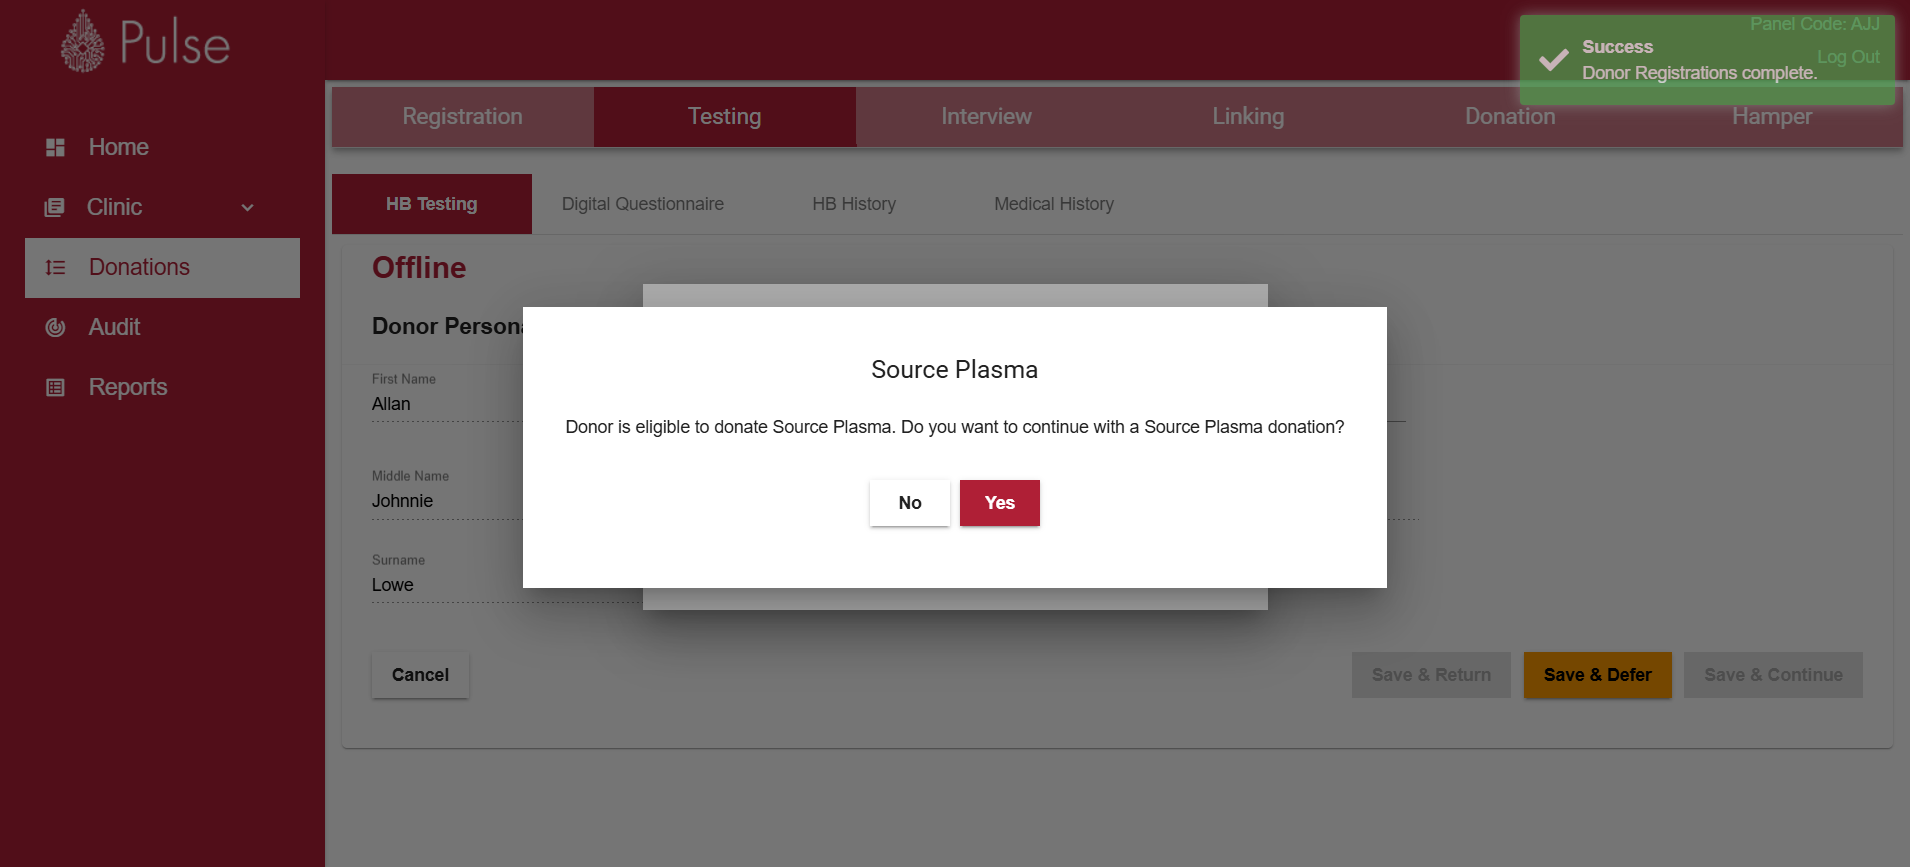 Pulse
Panel Code: AJJ
Log Out
Success
Donor Registrations complete.
Home
Clinic
Donations
Audit
Reports
Registration
Testing
Interview
Linking
Donation
Hamper
HB Testing
Digital Questionnaire
HB History
Medical History
Offline
Donor Persona
First Name
Allan
Middle Name
Johnnie
Surname
Lowe
Source Plasma
Donor is eligible to donate Source Plasma. Do you want to continue with a Source Plasma donation?
No
Yes
Cancel
Save & Return
Save & Defer
Save & Continue